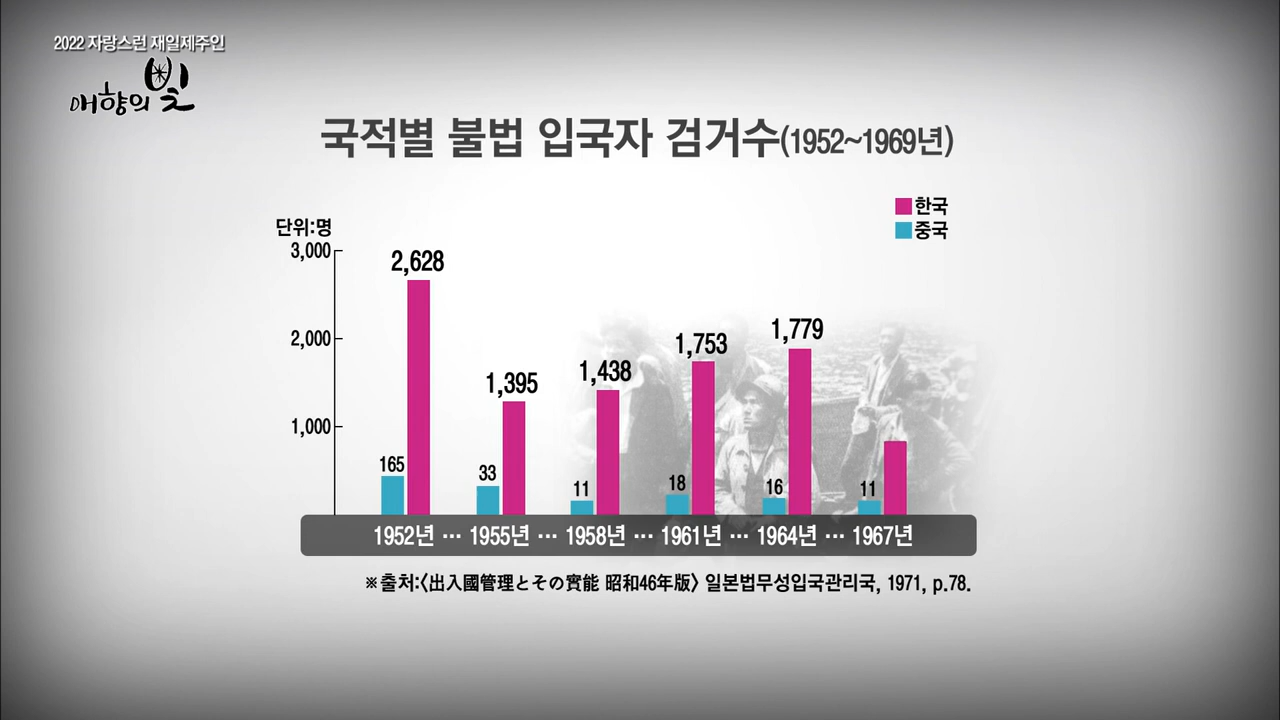 2022 자랑스런 재일제주인
애향의 빛
국적별 불법 입국자 검거수(1952~1969년)
한국
중국
단위:명
3,000
2,000
1,000
2,628
1,395
1,438
1,753
1,779
165
33
11
18
16
11
1952년 ··· 1955년 ··· 1958년 ··· 1961년 ··· 1964년 ··· 1967년
※출처:〈出入國管理とその實能 昭和46年版〉 일본법무성입국관리국, 1971, p.78.